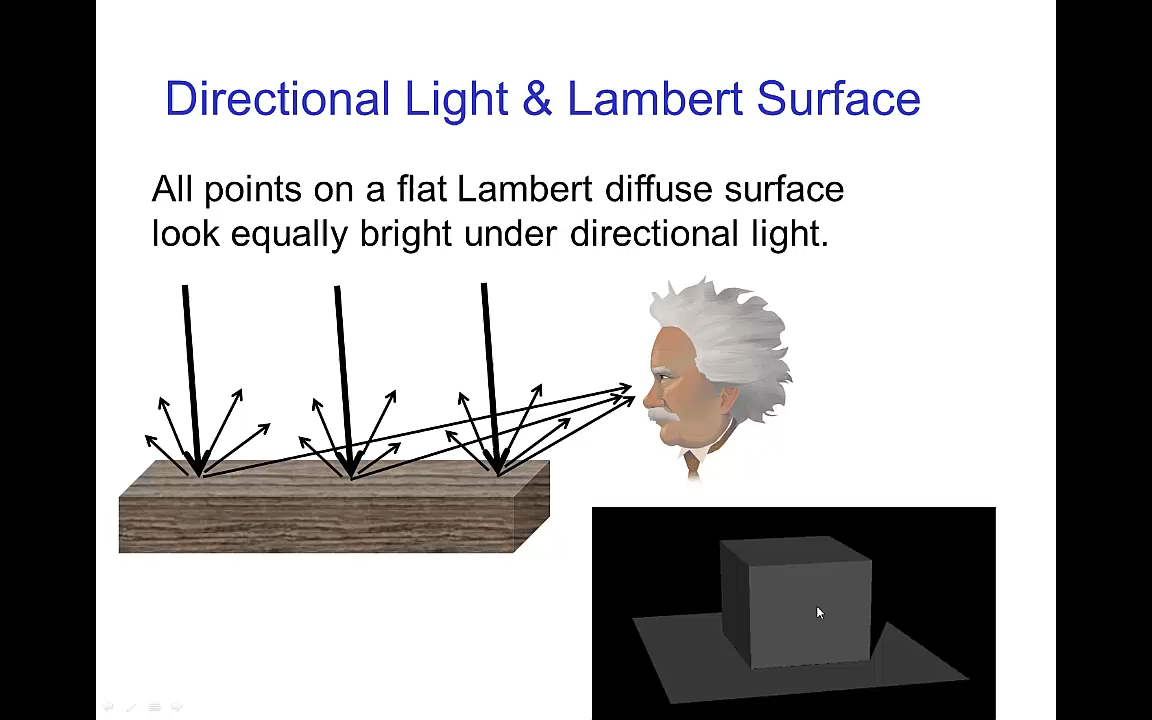 Directional Light & Lambert Surface
All points on a flat Lambert diffuse surface
look equally bright under directional light.